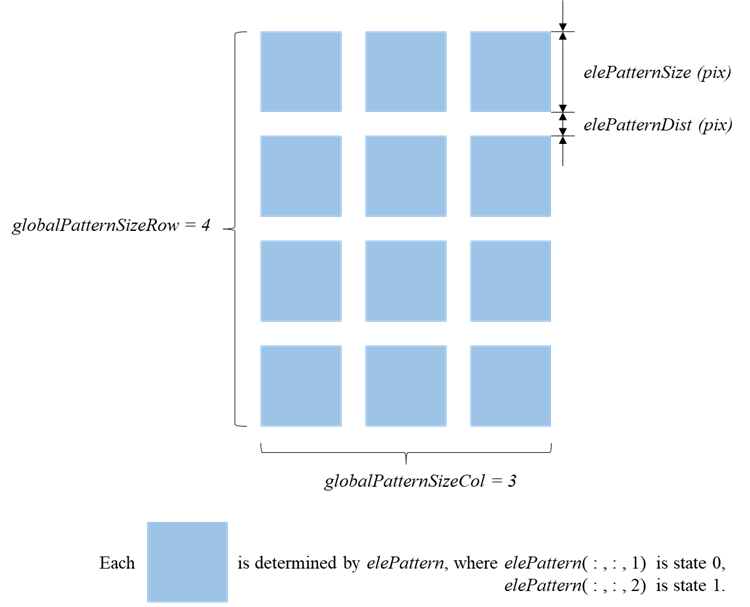 elePatternSize (pix)
elePatternDist (pix)
globalPatternSizeRow = 4
globalPatternSizeCol = 3
Each is determined by elePattern, where elePattern( : , : , 1) is state 0,
elePattern( : , : , 2) is state 1.